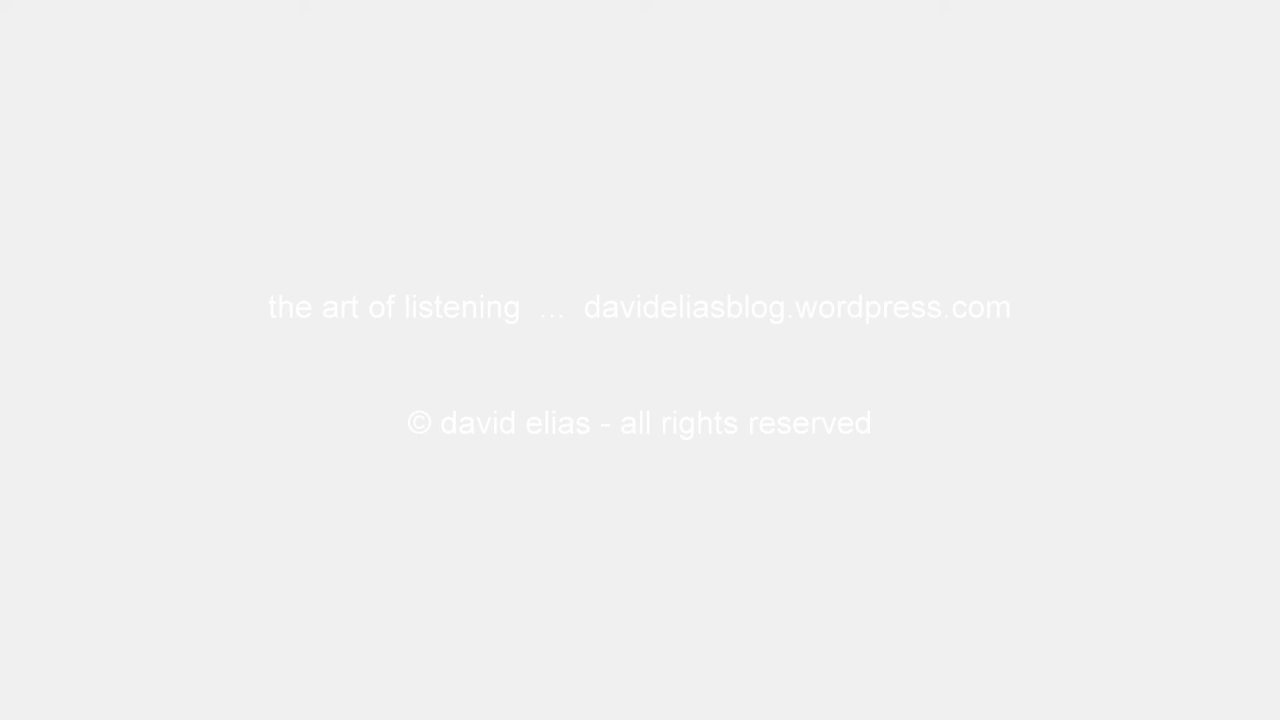 the art of listening ... davideliasblog.wordpress.com
© david elias - all rights reserved